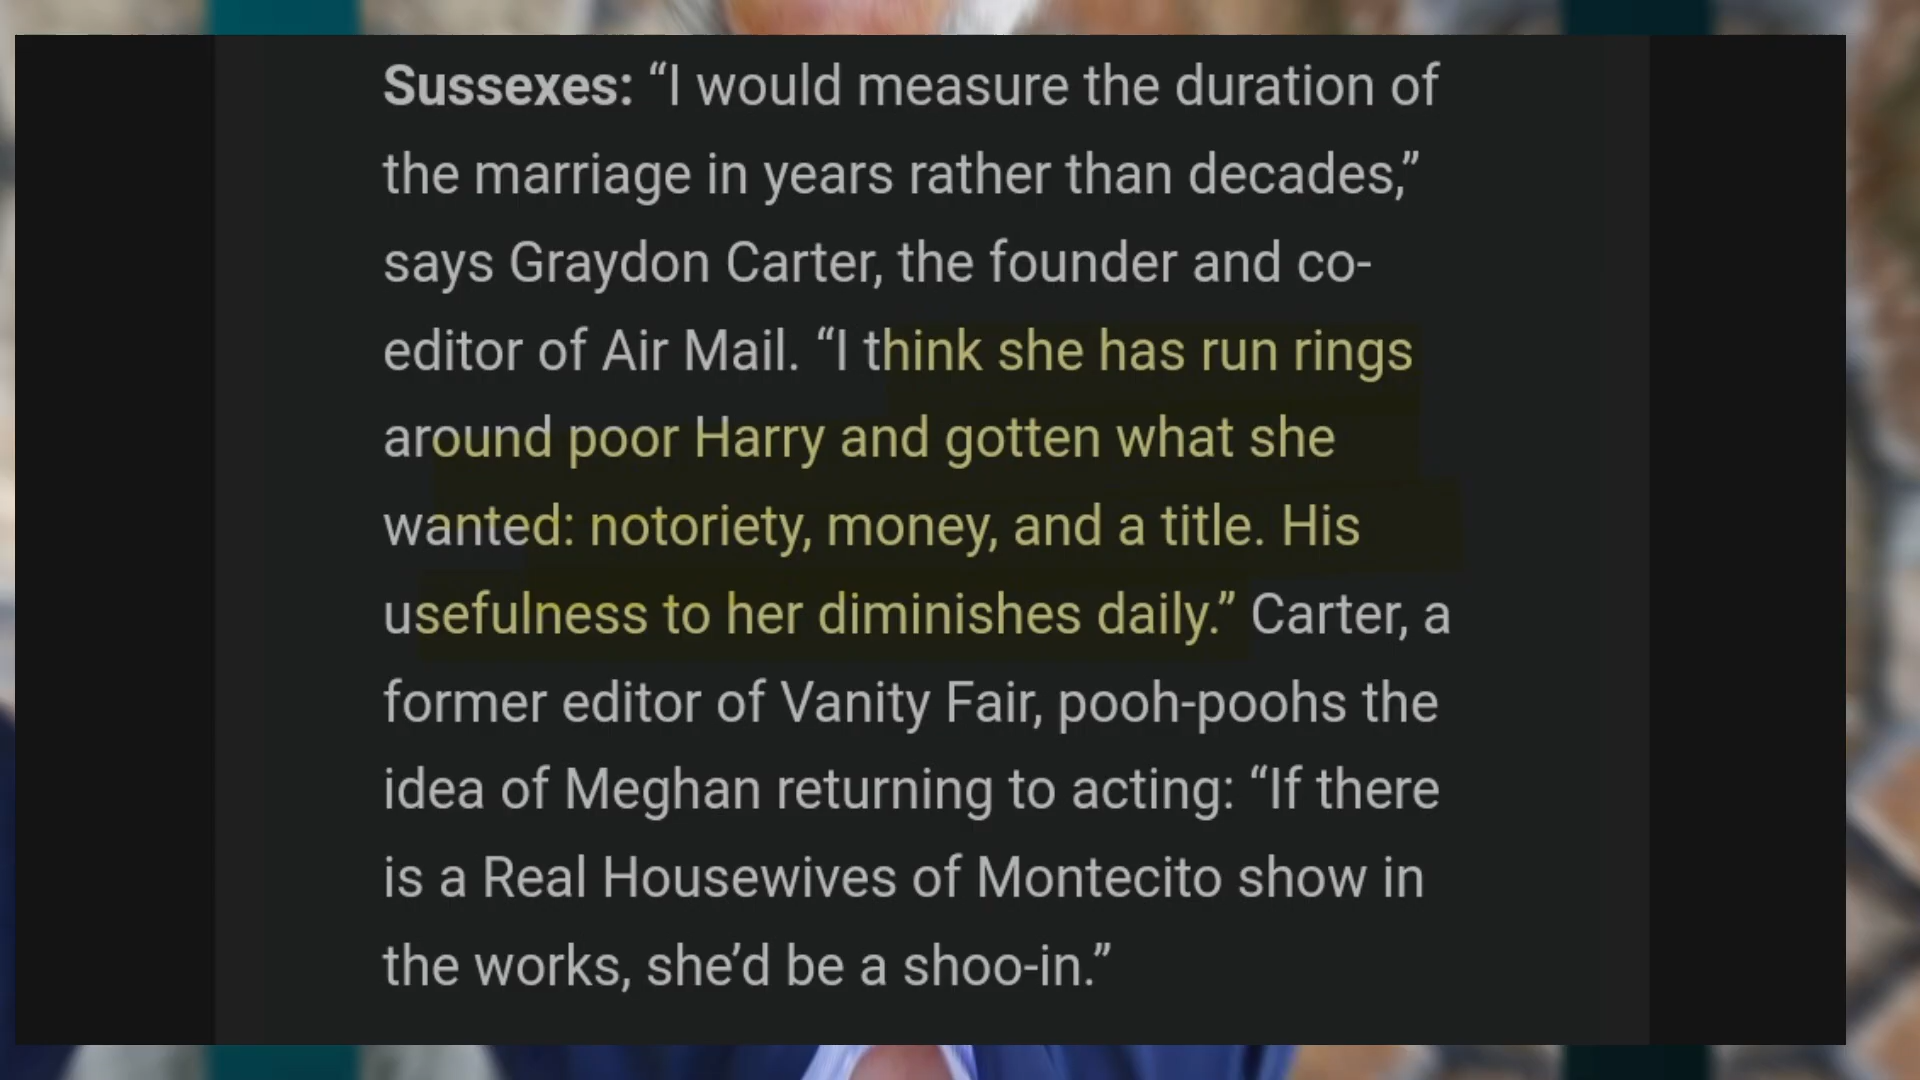 Sussexes: “I would measure the duration of
the marriage in years rather than decades,”
says Graydon Carter, the founder and co-
editor of Air Mail. “I think she has run rings
around poor Harry and gotten what she
wanted: notoriety, money, and a title. His
usefulness to her diminishes daily.” Carter, a
former editor of Vanity Fair, pooh-poohs the
idea of Meghan returning to acting: “If there
is a Real Housewives of Montecito show in
the works, she’d be a shoo-in.”